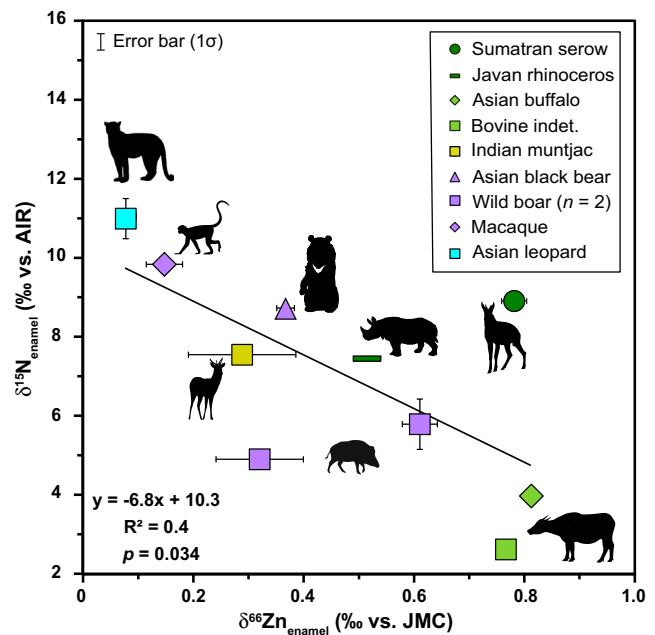 Error bar (1σ)
Sumatran serow
Javan rhinoceros
Asian buffalo
Bovine indet.
Indian muntjac
Asian black bear
Wild boar (n = 2)
Macaque
Asian leopard
16
14
12
10
8
6
4
2
δ¹⁵Nenamel (‰ vs. AIR)
y = -6.8x + 10.3
R² = 0.4
p = 0.034
0 0.2 0.4 0.6 0.8 1.0
δ⁶⁶Znenamel (‰ vs. JMC)